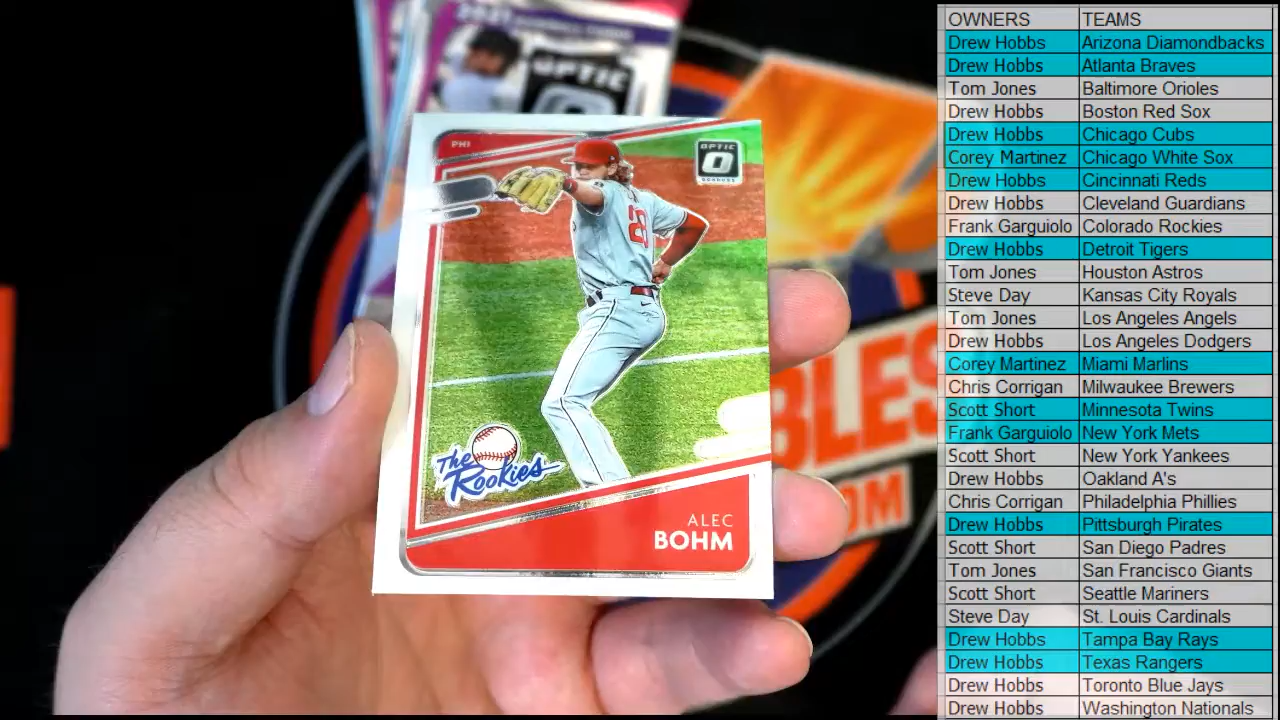 OPTIC
PHI
OPTIC
DONRUSS
28
The
Rookies
ALEC
BOHM
BLES
OM
OWNERS TEAMS
Drew Hobbs Arizona Diamondbacks
Drew Hobbs Atlanta Braves
Tom Jones Baltimore Orioles
Drew Hobbs Boston Red Sox
Drew Hobbs Chicago Cubs
Corey Martinez Chicago White Sox
Drew Hobbs Cincinnati Reds
Drew Hobbs Cleveland Guardians
Frank Garguiolo Colorado Rockies
Drew Hobbs Detroit Tigers
Tom Jones Houston Astros
Steve Day Kansas City Royals
Tom Jones Los Angeles Angels
Drew Hobbs Los Angeles Dodgers
Corey Martinez Miami Marlins
Chris Corrigan Milwaukee Brewers
Scott Short Minnesota Twins
Frank Garguiolo New York Mets
Scott Short New York Yankees
Drew Hobbs Oakland A's
Chris Corrigan Philadelphia Phillies
Drew Hobbs Pittsburgh Pirates
Scott Short San Diego Padres
Tom Jones San Francisco Giants
Scott Short Seattle Mariners
Steve Day St. Louis Cardinals
Drew Hobbs Tampa Bay Rays
Drew Hobbs Texas Rangers
Drew Hobbs Toronto Blue Jays
Drew Hobbs Washington Nationals